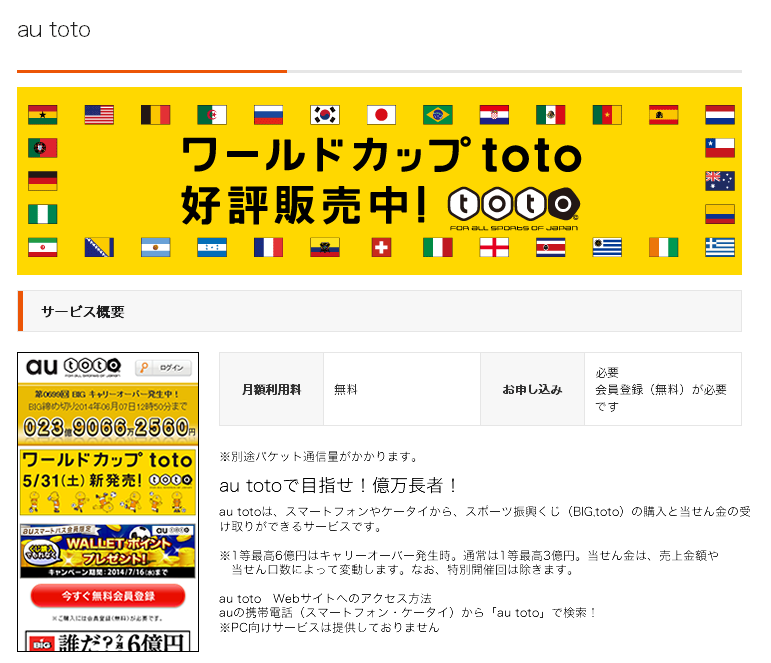 au toto
ワールドカップ toto
好評販売中! toto
FOR ALL SPORTS OF JAPAN
サービス概要
au toto
FOR ALL SPORTS OF JAPAN
ログイン
第0699回 BIG キャリーオーバー発生中！
BIG締め切り2014年06月07日12時50分まで
023億9066万2560円
ワールドカップ toto
5/31(土)新発売! toto
auスマートパス会員限定
au toto
WALLETポイント
プレゼント!
キャンペーン期間：2014/7/16(水)まで
今すぐ無料会員登録
※ご購入には会員登録(無料)が必要です。
BIG 誰だ?今週6億円
月額利用料
無料
お申し込み
必要
会員登録（無料）が必要
です
※別途パケット通信量がかかります。
au totoで目指せ！億万長者！
au totoは、スマートフォンやケータイから、スポーツ振興くじ（BIG,toto）の購入と当せん金の受
け取りができるサービスです。
※1等最高6億円はキャリーオーバー発生時。通常は1等最高3億円。当せん金は、売上金額や
当せん口数によって変動します。なお、特別開催回は除きます。
au toto　Webサイトへのアクセス方法
auの携帯電話（スマートフォン・ケータイ）から「au toto」で検索！
※PC向けサービスは提供しておりません